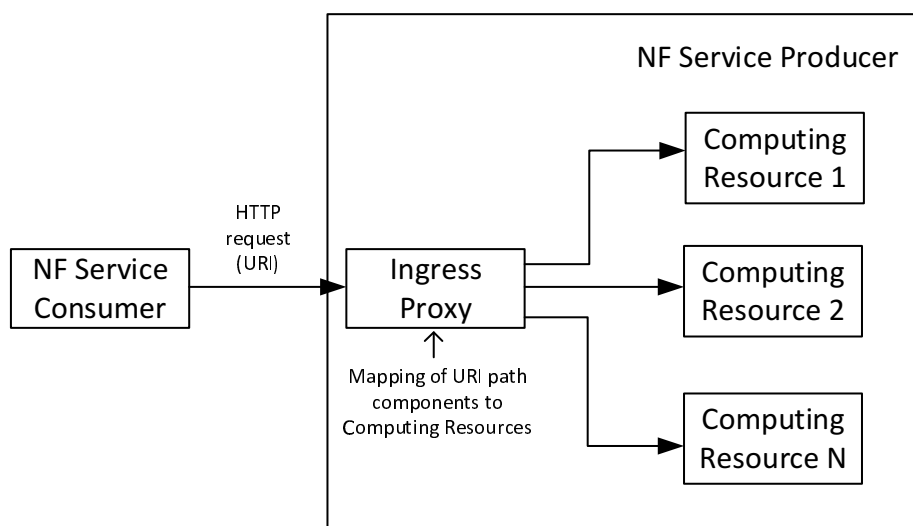 NF Service Producer
Computing
Resource 1
HTTP
request
(URI)
NF Service
Consumer
Ingress
Proxy
Computing
Resource 2
Mapping of URI path
components to
Computing Resources
Computing
Resource N